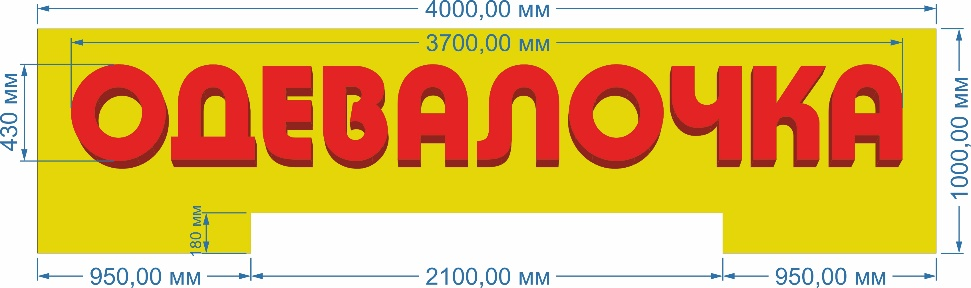 4000,00 мм
3700,00 мм
430 мм
ОДЕВАЛОЧКА
1000,00 мм
180 мм
950,00 мм
2100,00 мм
950,00 мм